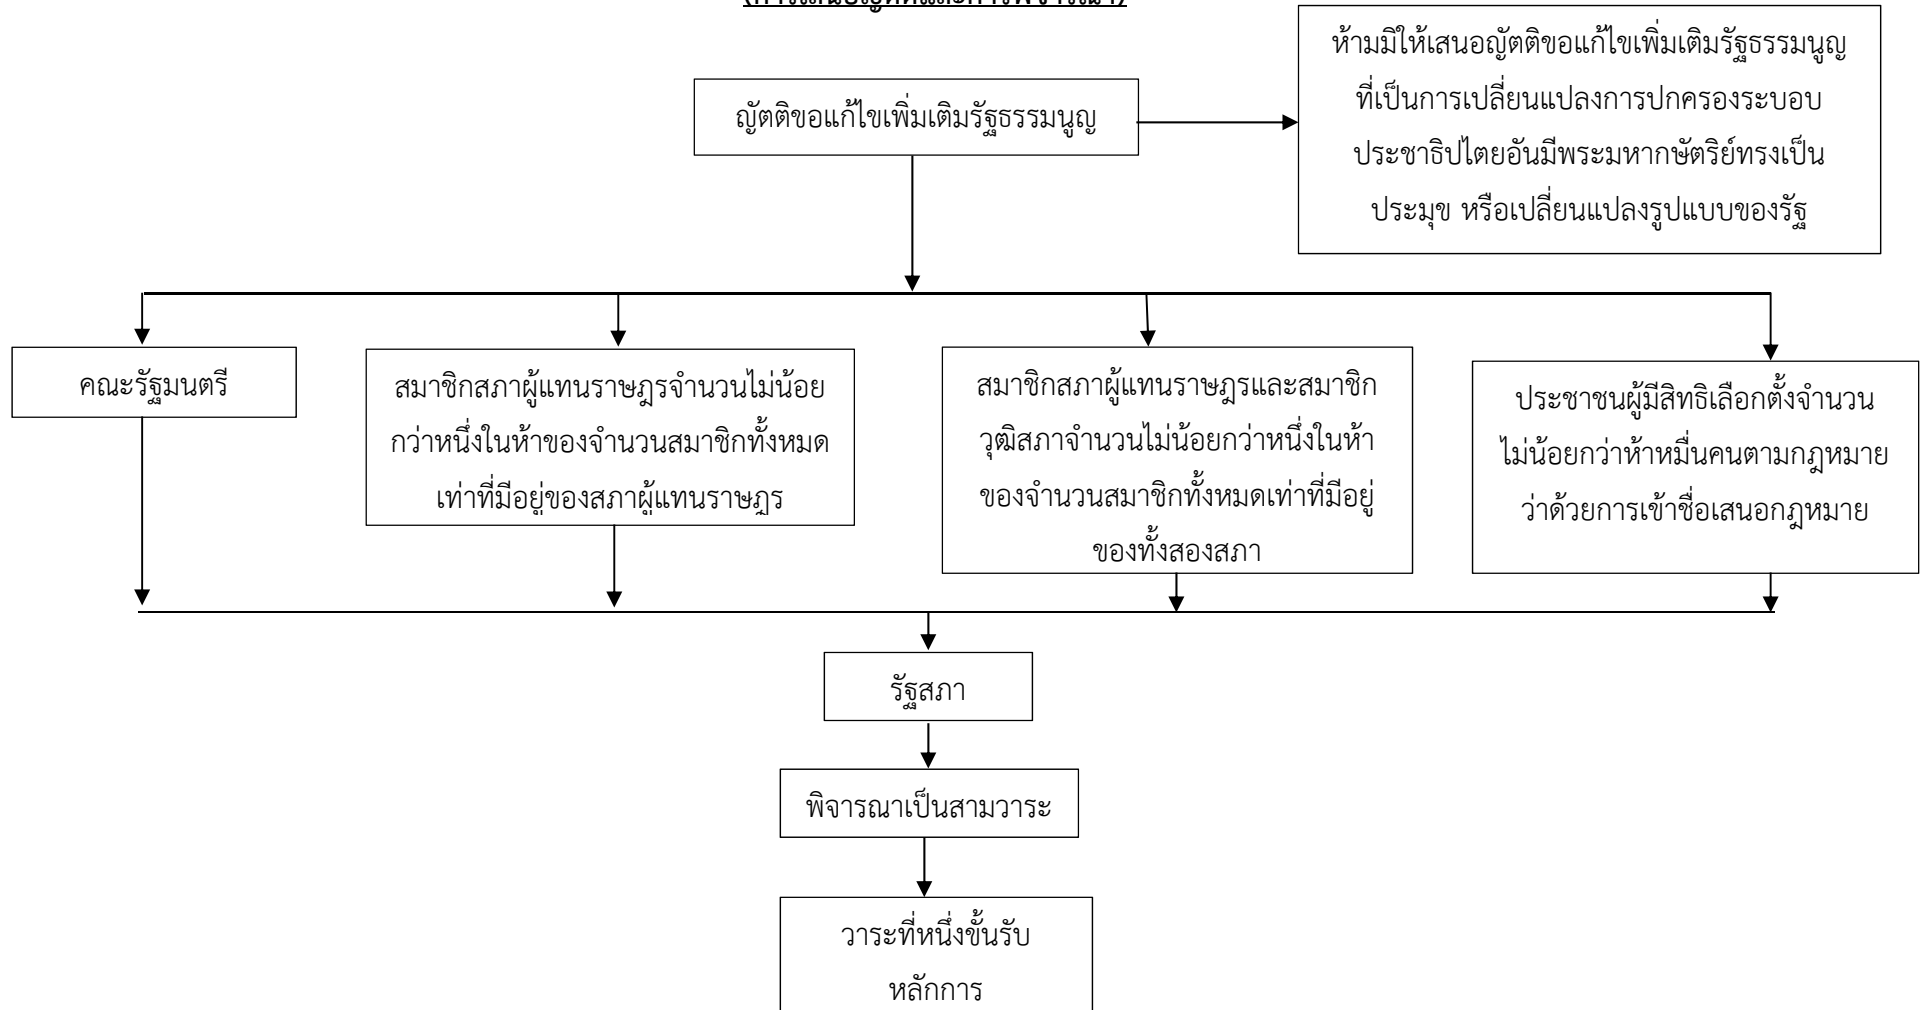 ญัตติขอแก้ไขเพิ่มเติมรัฐธรรมนูญ
ห้ามมิให้เสนอญัตติขอแก้ไขเพิ่มเติมรัฐธรรมนูญ
ที่เป็นการเปลี่ยนแปลงการปกครองระบอบ
ประชาธิปไตยอันมีพระมหากษัตริย์ทรงเป็น
ประมุข หรือเปลี่ยนแปลงรูปแบบของรัฐ
คณะรัฐมนตรี
สมาชิกสภาผู้แทนราษฎรจำนวนไม่น้อย
กว่าหนึ่งในห้าของจำนวนสมาชิกทั้งหมด
เท่าที่มีอยู่ของสภาผู้แทนราษฎร
สมาชิกสภาผู้แทนราษฎรและสมาชิก
วุฒิสภาจำนวนไม่น้อยกว่าหนึ่งในห้า
ของจำนวนสมาชิกทั้งหมดเท่าที่มีอยู่
ของทั้งสองสภา
ประชาชนผู้มีสิทธิเลือกตั้งจำนวน
ไม่น้อยกว่าห้าหมื่นคนตามกฎหมาย
ว่าด้วยการเข้าชื่อเสนอกฎหมาย
รัฐสภา
พิจารณาเป็นสามวาระ
วาระที่หนึ่งขั้นรับ
หลักการ